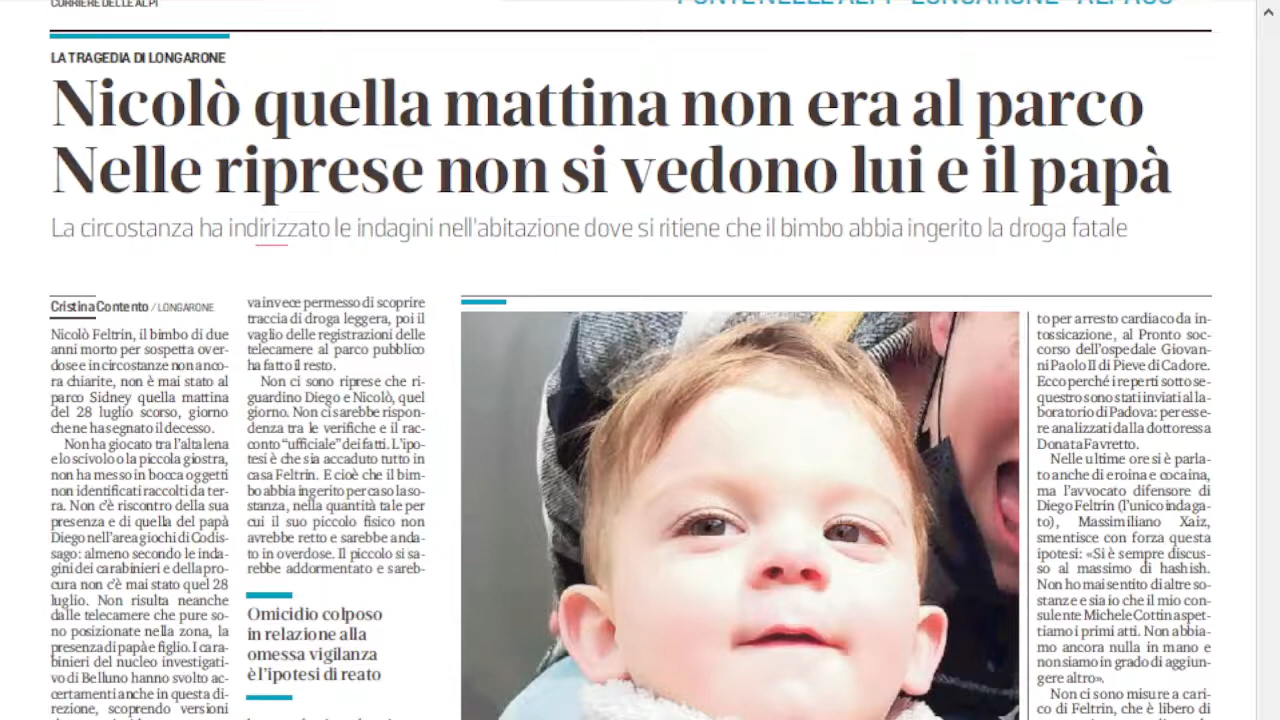 CORRIERE DELLE ALPI
LA TRAGEDIA DI LONGARONE
Nicolò quella mattina non era al parco
Nelle riprese non si vedono lui e il papà
La circostanza ha indirizzato le indagini nell'abitazione dove si ritiene che il bimbo abbia ingerito la droga fatale
Cristina Contento / LONGARONE
Nicolò Feltrin, il bimbo di due
anni morto per sospetta over-
dose e in circostanze non anco-
ra chiarite, non è mai stato al
parco Sidney quella mattina
del 28 luglio scorso, giorno
che ne ha segnato il decesso.
Non ha giocato tra l'altalena
e lo scivolo o la piccola giostra,
non ha messo in bocca oggetti
non identificati raccolti da ter-
ra. Non c'è riscontro della sua
presenza e di quella del papà
Diego nell'area giochi di Codis-
sago: almeno secondo le inda-
gini dei carabinieri e della pro-
cura non c'è mai stato quel 28
luglio. Non risulta neanche
dalle telecamere che pure so-
no posizionate nella zona, la
presenza di papà e figlio. I cara-
binieri del nucleo investigati-
vo di Belluno hanno svolto ac-
certamenti anche in questa di-
rezione, scoprendo versioni
va invece permesso di scoprire
traccia di droga leggera, poi il
vaglio delle registrazioni delle
telecamere al parco pubblico
ha fatto il resto.
Non ci sono riprese che ri-
guardino Diego e Nicolò, quel
giorno. Non ci sarebbe rispon-
denza tra le verifiche e il rac-
conto “ufficiale” dei fatti. L'ipo-
tesi è che sia accaduto tutto in
casa Feltrin. E cioè che il bim-
bo abbia ingerito per caso la so-
stanza, nella quantità tale per
cui il suo piccolo fisico non
avrebbe retto e sarebbe anda-
to in overdose. Il piccolo si sa-
rebbe addormentato e sareb-
Omicidio colposo
in relazione alla
omessa vigilanza
è l'ipotesi di reato
to per arresto cardiaco da in-
tossicazione, al Pronto soc-
corso dell'ospedale Giovan-
ni Paolo II di Pieve di Cadore.
Ecco perché i reperti sotto se-
questro sono stati inviati al la-
boratorio di Padova: per esse-
re analizzati dalla dottoressa
Donata Favretto.
Nelle ultime ore si è parla-
to anche di eroina e cocaina,
ma l'avvocato difensore di
Diego Feltrin (l'unico indaga-
to), Massimiliano Xaiz,
smentisce con forza questa
ipotesi: «Si è sempre discus-
so al massimo di hashish.
Non ho mai sentito di altre so-
stanze e sia io che il mio con-
sulente Michele Cottin aspet-
tiamo i primi atti. Non abbia-
mo ancora nulla in mano e
non siamo in grado di aggiun-
gere altro».
Non ci sono misure a cari-
co di Feltrin, che è libero di